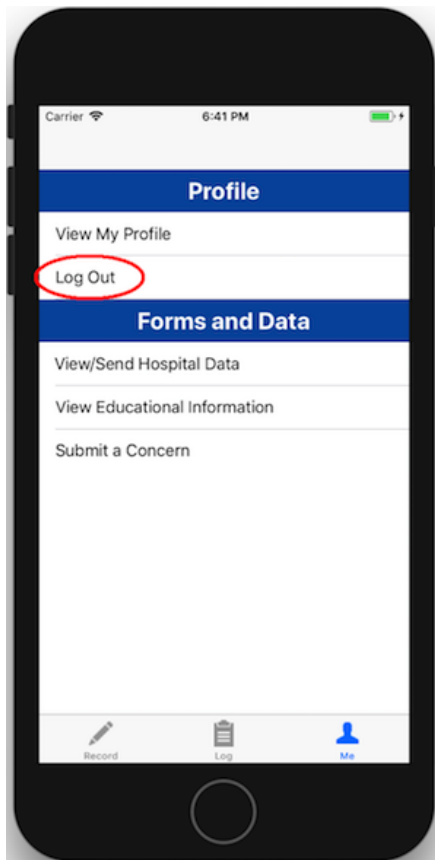 Carrier 6:41 PM
Profile
View My Profile
Log Out
Forms and Data
View/Send Hospital Data
View Educational Information
Submit a Concern
Record Log Me